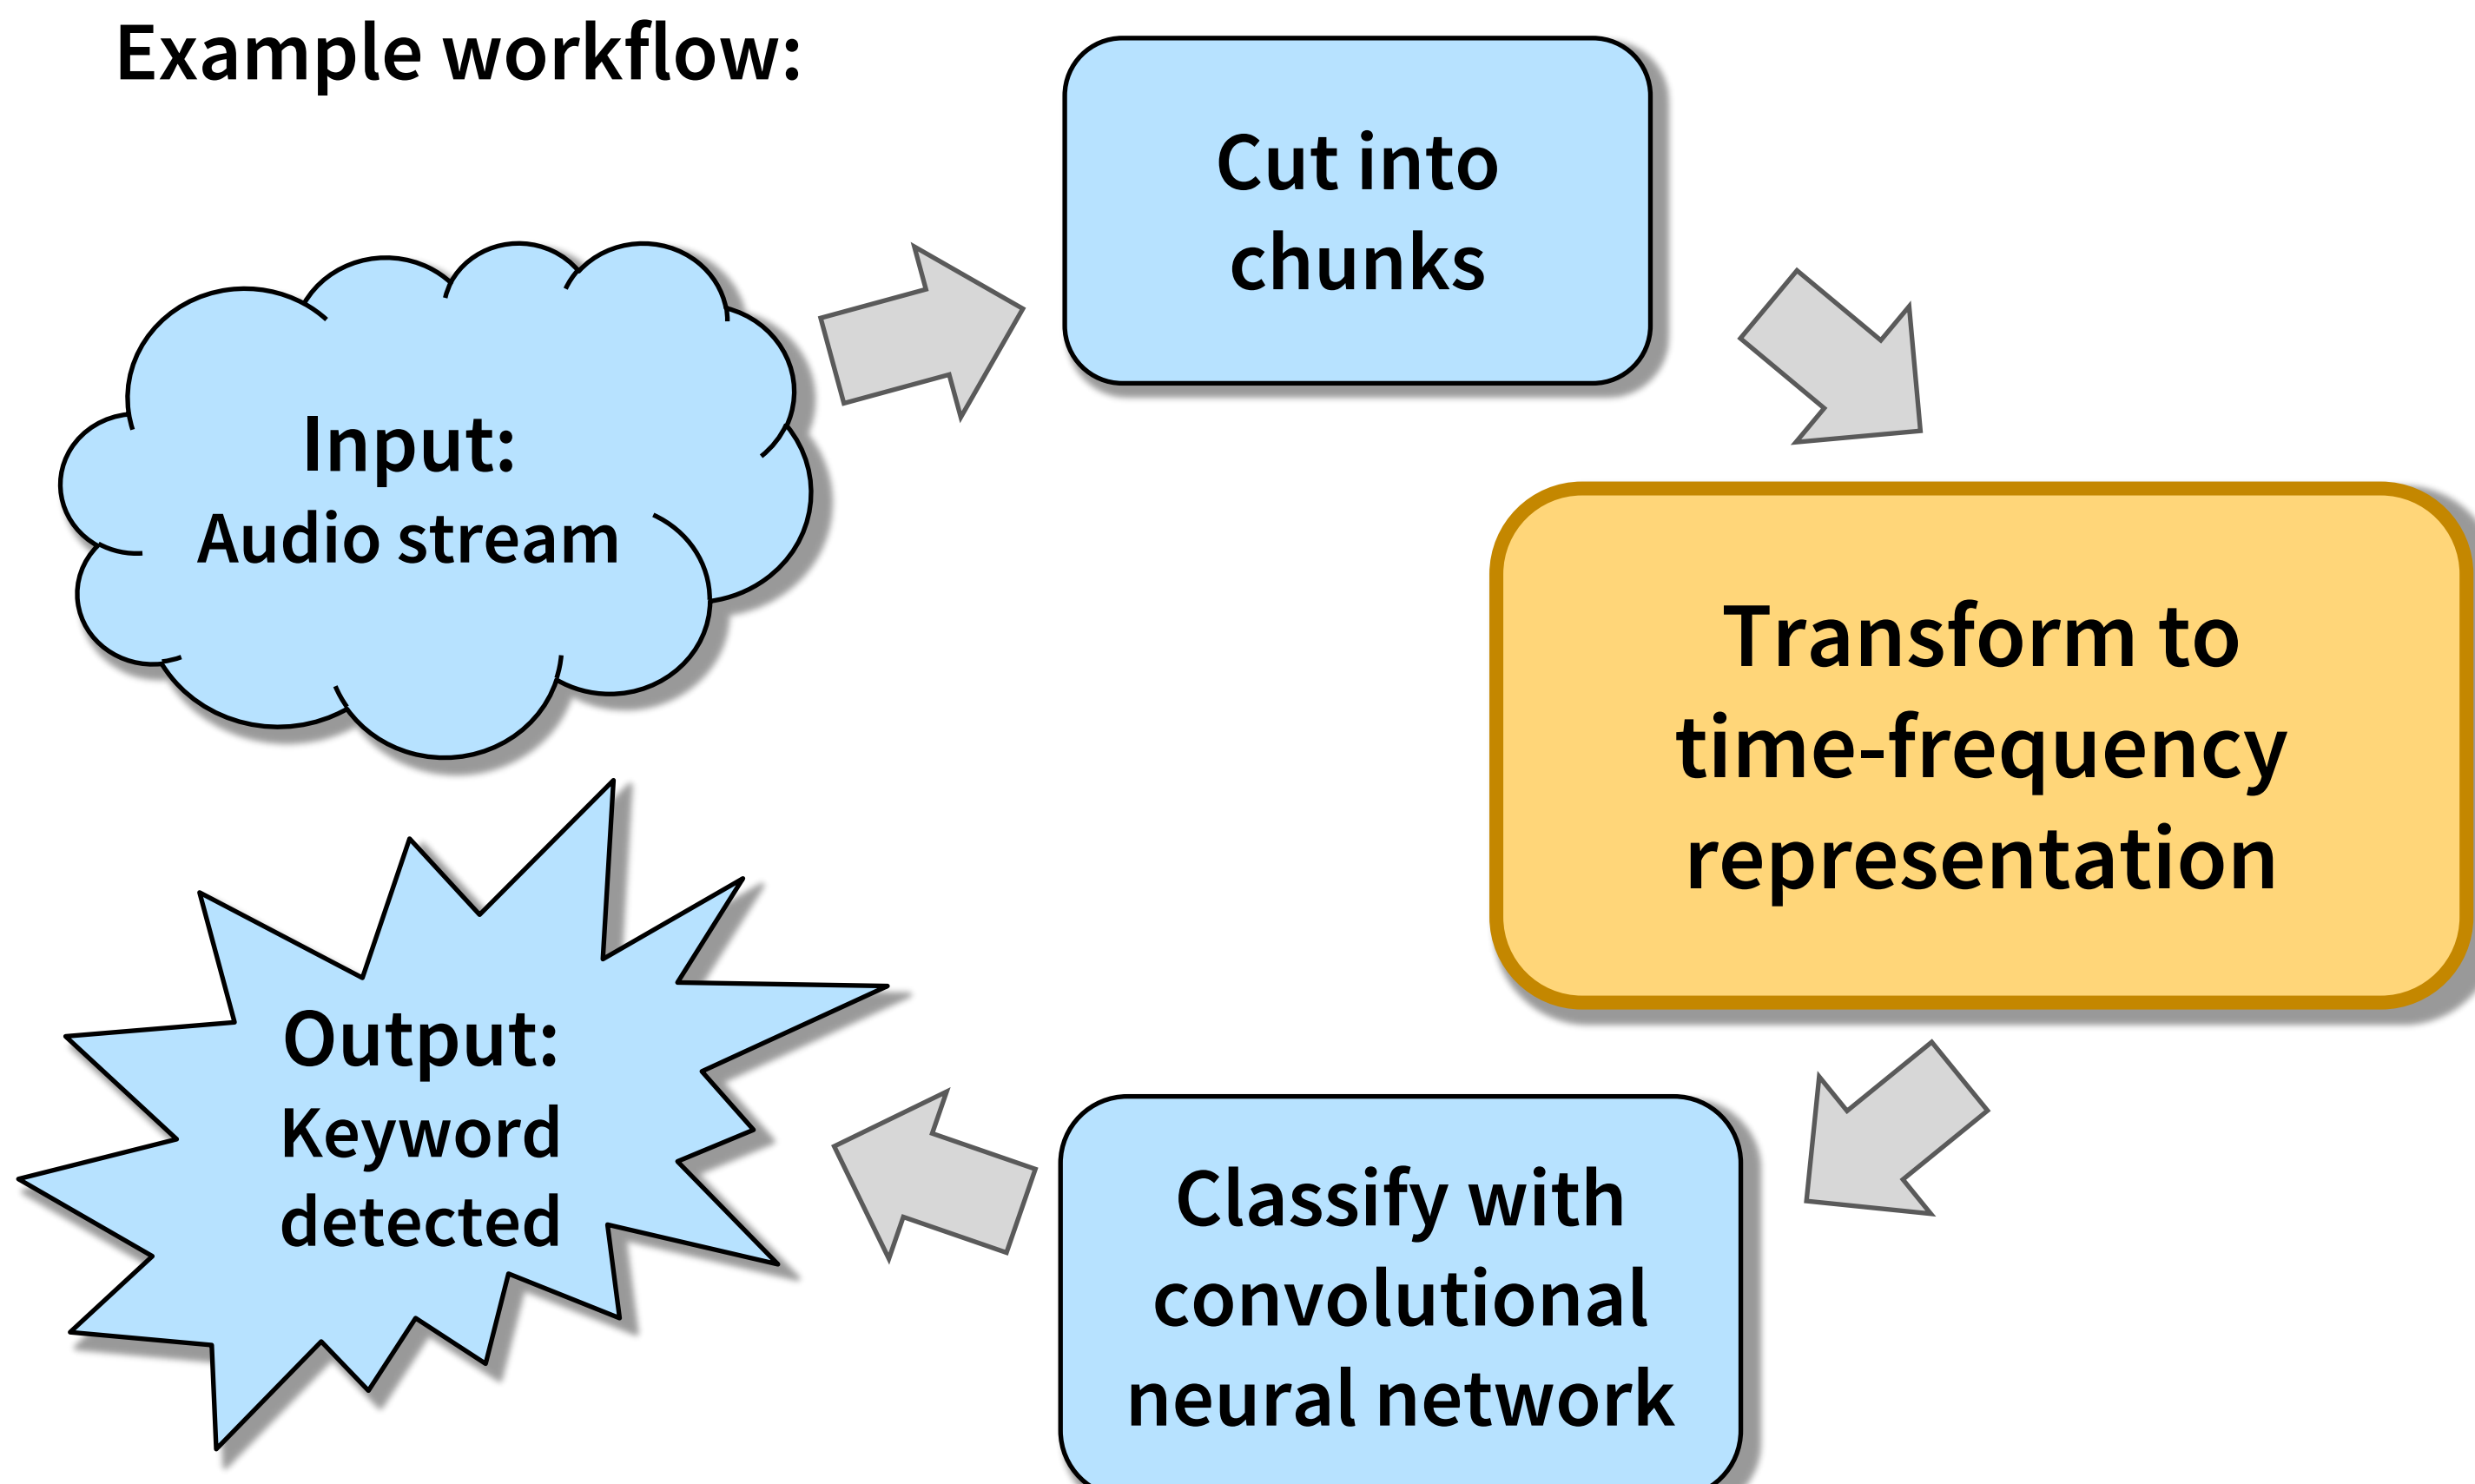 Example workflow:
Input:
Audio stream
Cut into
chunks
Transform to
time-frequency
representation
Classify with
convolutional
neural network
Output:
Keyword
detected